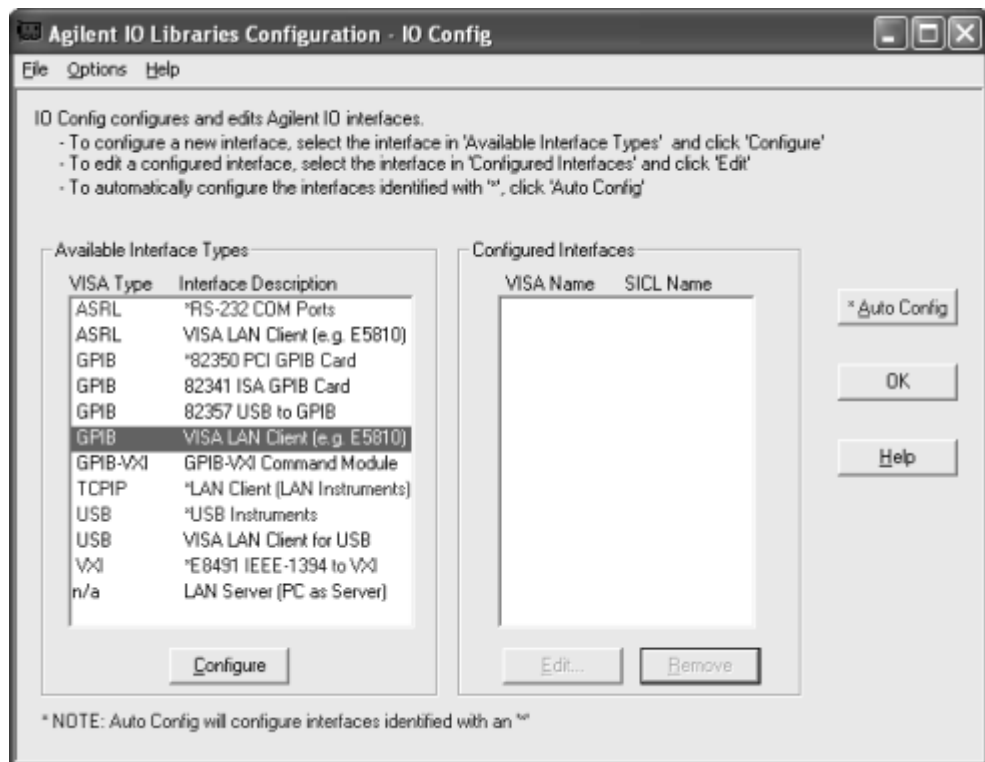 Agilent IO Libraries Configuration - IO Config
File Options Help
IO Config configures and edits Agilent IO interfaces.
- To configure a new interface, select the interface in 'Available Interface Types' and click 'Configure'
- To edit a configured interface, select the interface in 'Configured Interfaces' and click 'Edit'
- To automatically configure the interfaces identified with '*', click 'Auto Config'
Available Interface Types
VISA Type Interface Description
ASRL *RS-232 COM Ports
ASRL VISA LAN Client (e.g. E5810)
GPIB *82350 PCI GPIB Card
GPIB 82341 ISA GPIB Card
GPIB 82357 USB to GPIB
GPIB VISA LAN Client (e.g. E5810)
GPIB-VXI GPIB-VXI Command Module
TCPIP *LAN Client (LAN Instruments)
USB *USB Instruments
USB VISA LAN Client for USB
VXI *E8491 IEEE-1394 to VXI
n/a LAN Server (PC as Server)
Configure
Configured Interfaces
VISA Name SICL Name
Edit...
Remove
* Auto Config
OK
Help
* NOTE: Auto Config will configure interfaces identified with an '*'